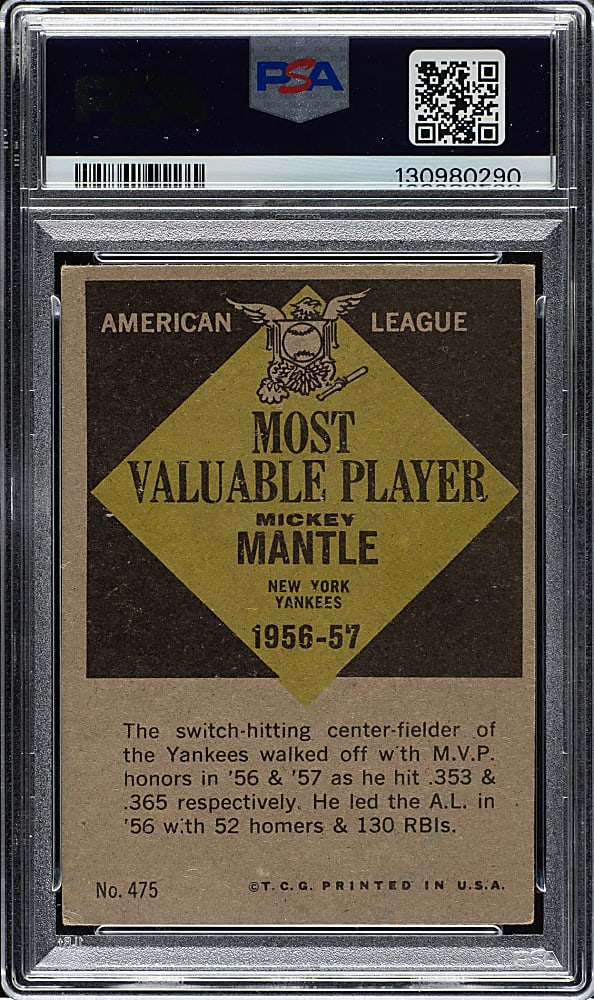 PSA
130980290
AMERICAN LEAGUE
MOST
VALUABLE PLAYER
MICKEY
MANTLE
NEW YORK
YANKEES
1956-57
The switch-hitting center-fielder of
the Yankees walked off with M.V.P.
honors in '56 & '57 as he hit .353 &
.365 respectively. He led the A.L. in
'56 with 52 homers & 130 RBIs.
No. 475
©T.C.G. PRINTED IN U.S.A.
PSA